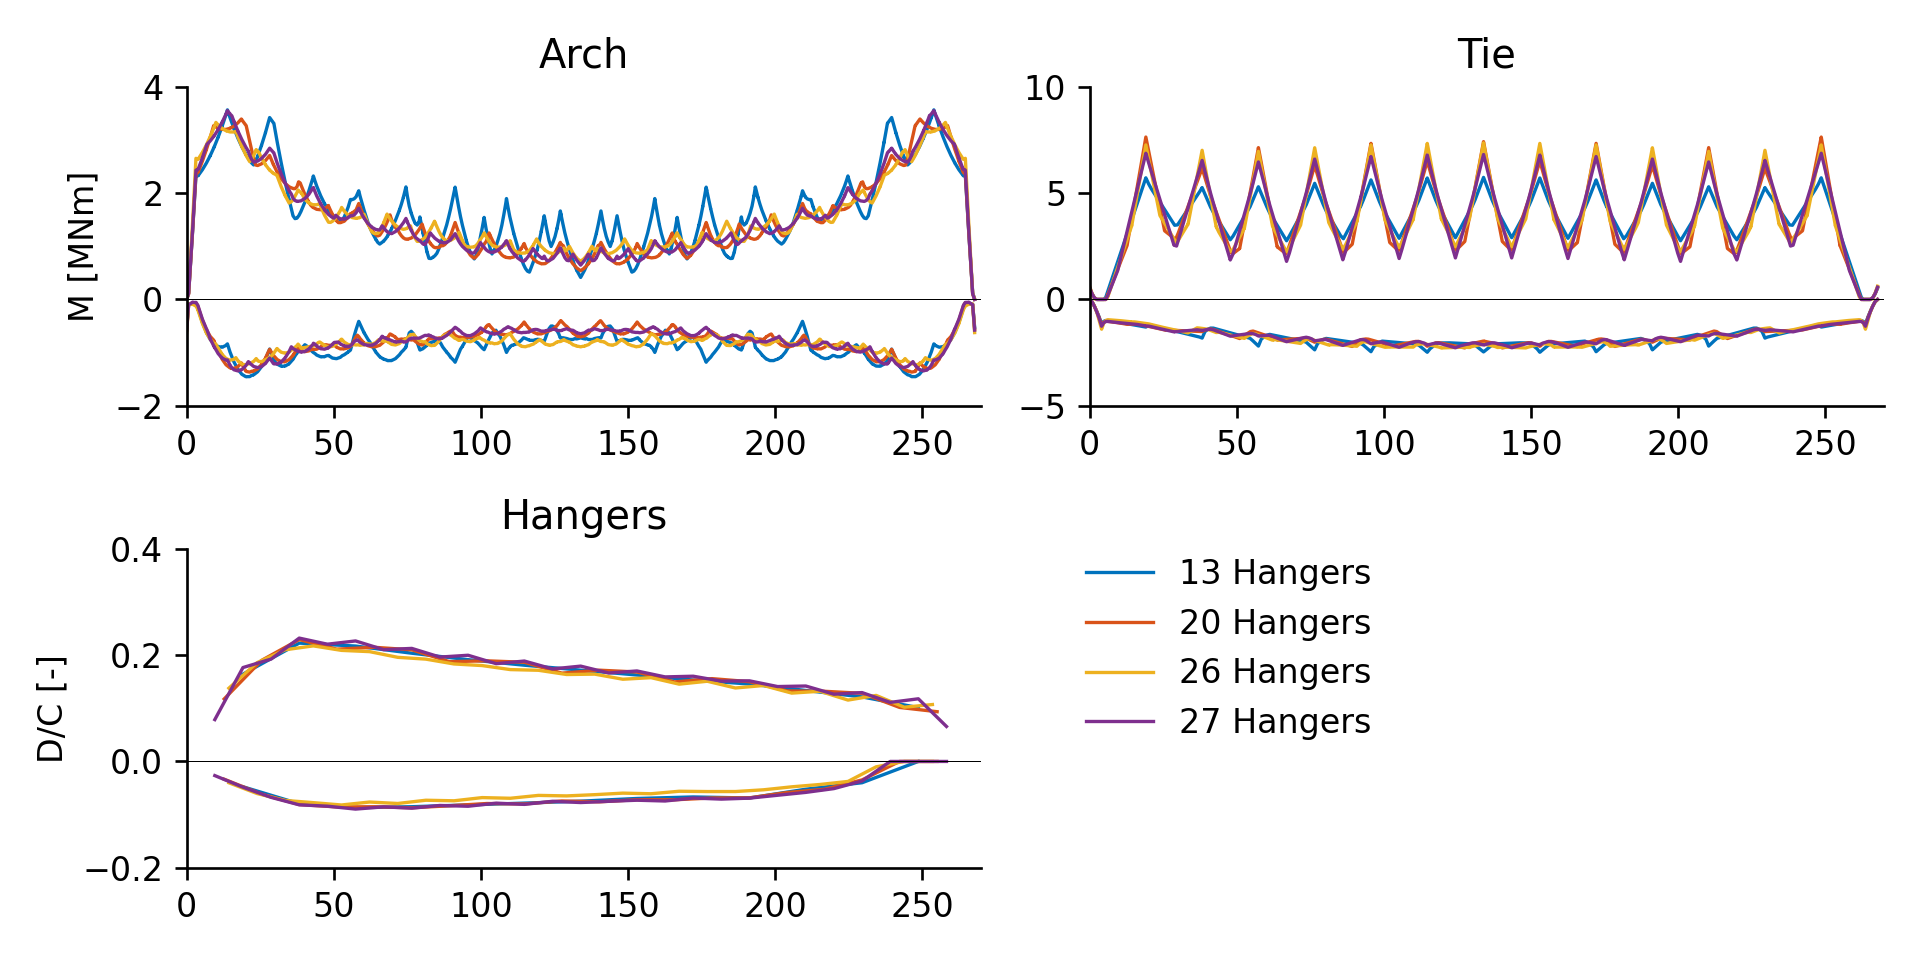 Arch
M [MNm]
4
2
0
−2
0 50 100 150 200 250
Tie
10
5
0
−5
0 50 100 150 200 250
Hangers
D/C [-]
0.4
0.2
0.0
−0.2
0 50 100 150 200 250
13 Hangers
20 Hangers
26 Hangers
27 Hangers